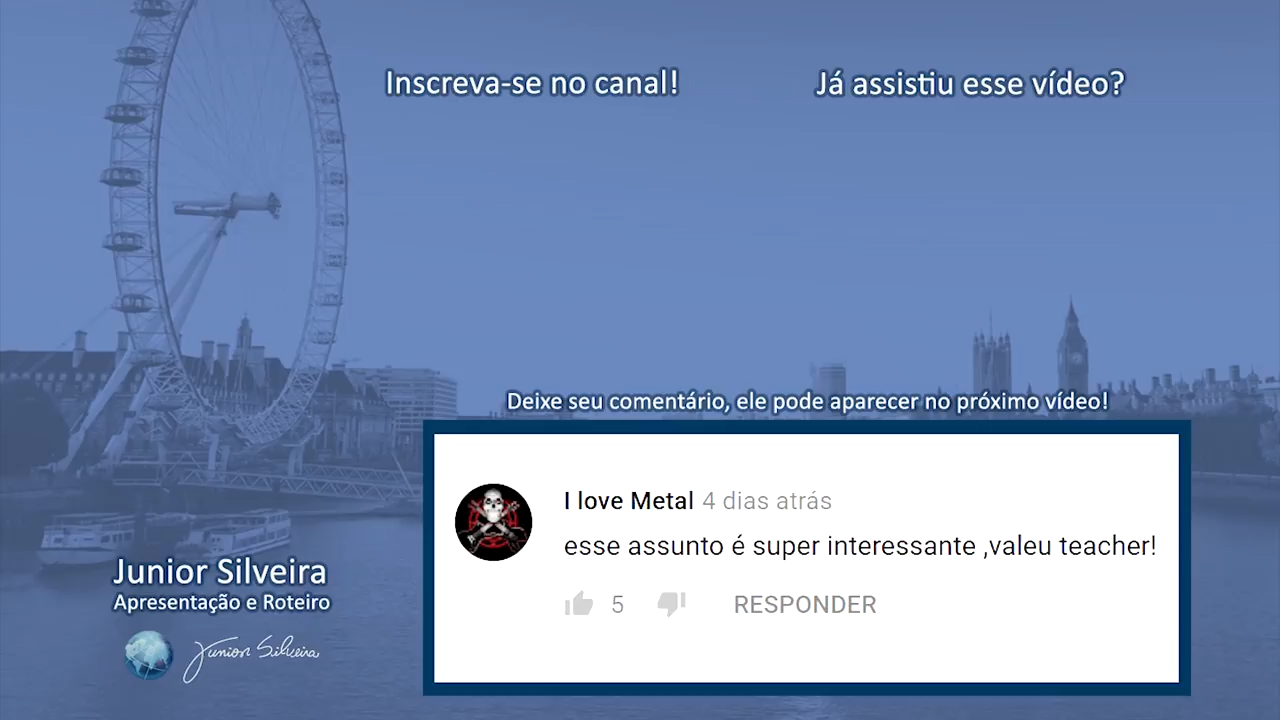 Inscreva-se no canal!
Já assistiu esse vídeo?
Deixe seu comentário, ele pode aparecer no próximo vídeo!
I love Metal 4 dias atrás
esse assunto é super interessante ,valeu teacher!
5 RESPONDER
Junior Silveira
Apresentação e Roteiro
Junior Silveira